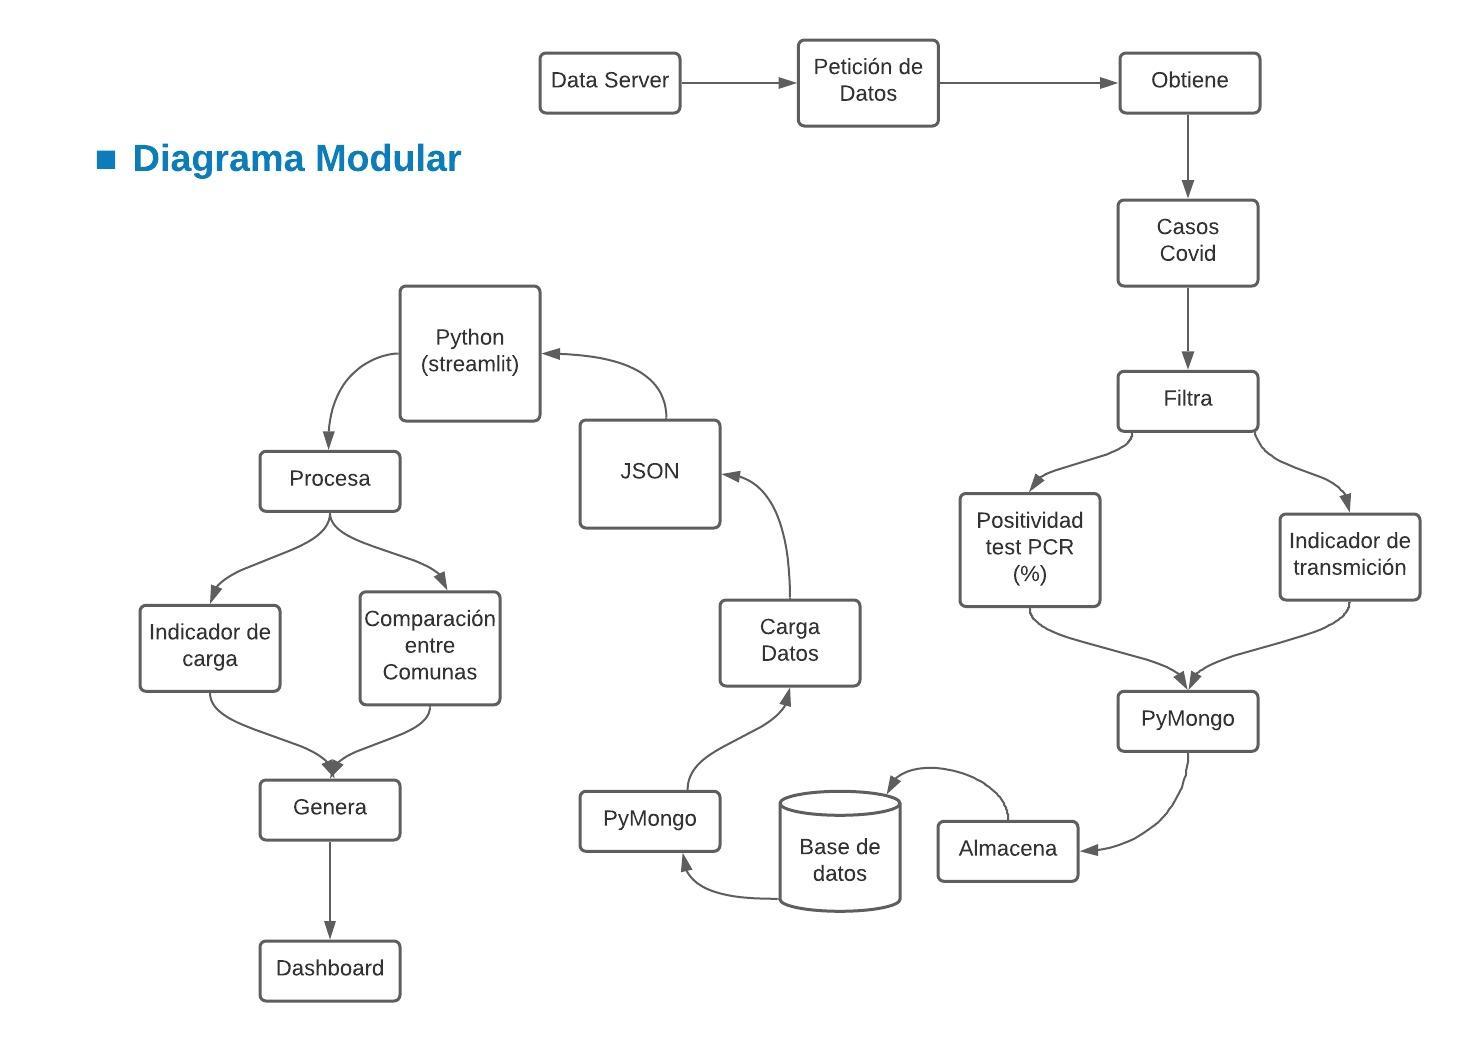 Data Server
Petición de
Datos
Obtiene
■ Diagrama Modular
Casos
Covid
Python
(streamlit)
Filtra
JSON
Procesa
Positividad
test PCR
(%)
Indicador de
transmición
Indicador de
carga
Comparación
entre
Comunas
Carga
Datos
PyMongo
Genera
PyMongo
Base de
datos
Almacena
Dashboard